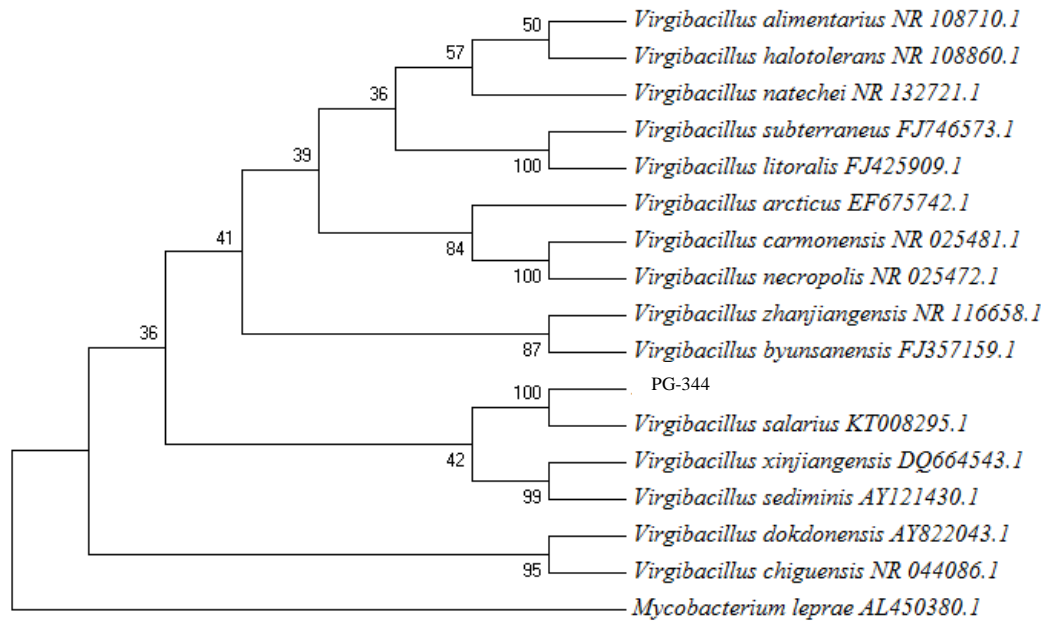 50
Virgibacillus alimentarius NR 108710.1
57
Virgibacillus halotolerans NR 108860.1
36
Virgibacillus natechei NR 132721.1
Virgibacillus subterraneus FJ746573.1
39
100
Virgibacillus litoralis FJ425909.1
Virgibacillus arcticus EF675742.1
41
84
Virgibacillus carmonensis NR 025481.1
100
Virgibacillus necropolis NR 025472.1
36
Virgibacillus zhanjiangensis NR 116658.1
87
Virgibacillus byunsanensis FJ357159.1
100
PG-344
Virgibacillus salarius KT008295.1
42
Virgibacillus xinjiangensis DQ664543.1
99
Virgibacillus sediminis AY121430.1
Virgibacillus dokdonensis AY822043.1
95
Virgibacillus chiguensis NR 044086.1
Mycobacterium leprae AL450380.1